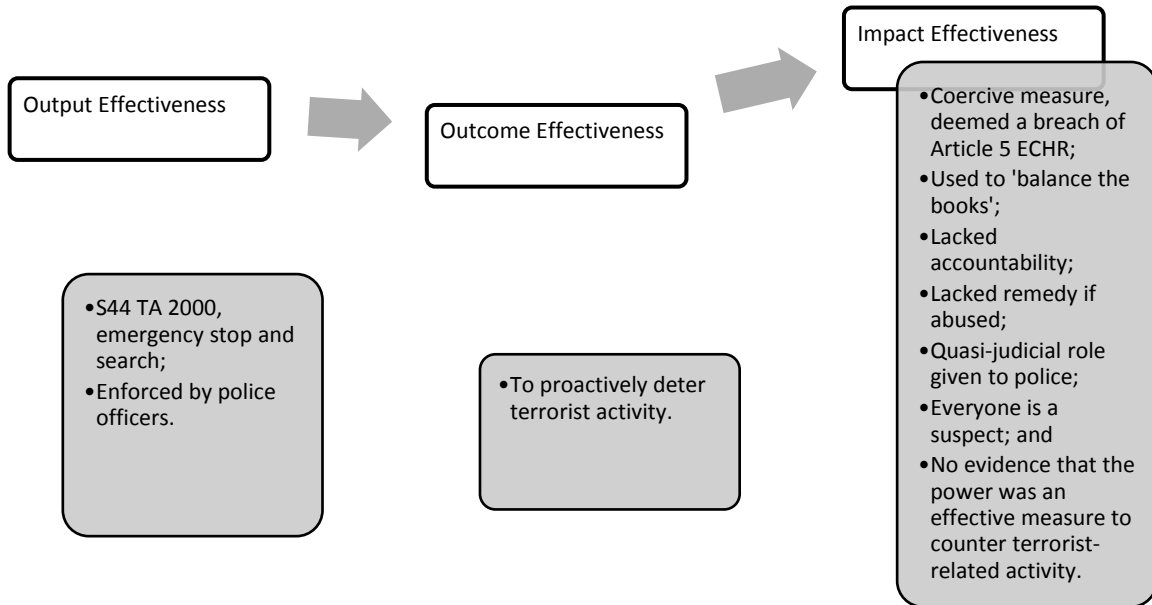 Output Effectiveness
•S44 TA 2000,
emergency stop and
search;
•Enforced by police
officers.
Outcome Effectiveness
•To proactively deter
terrorist activity.
Impact Effectiveness
•Coercive measure,
deemed a breach of
Article 5 ECHR;
•Used to 'balance the
books';
•Lacked
accountability;
•Lacked remedy if
abused;
•Quasi-judicial role
given to police;
•Everyone is a
suspect; and
•No evidence that the
power was an
effective measure to
counter terrorist-
related activity.